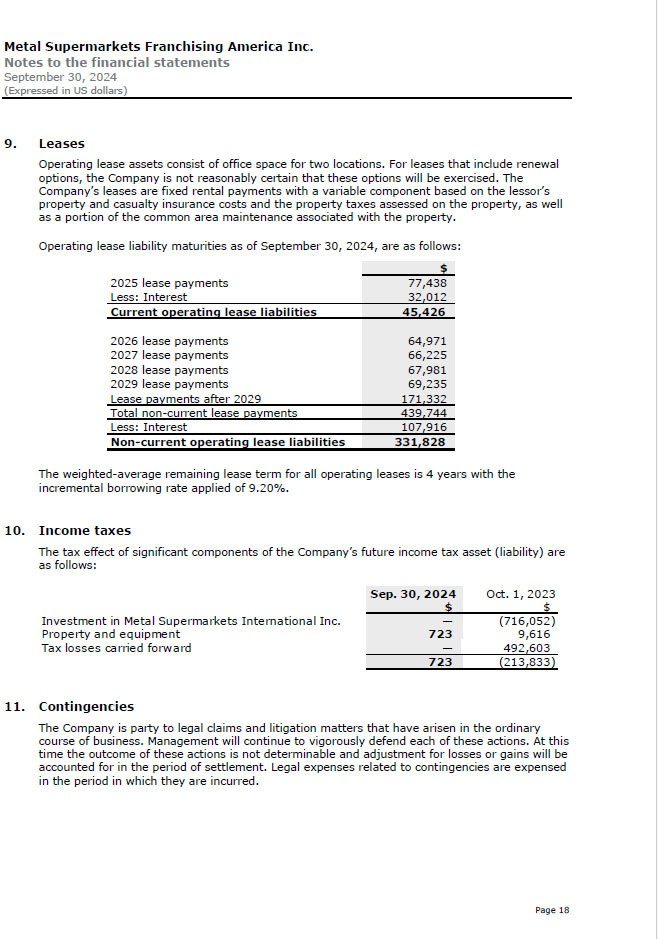 Metal Supermarkets Franchising America Inc.
Notes to the financial statements
September 30, 2024
(Expressed in US dollars)
9. Leases
Operating lease assets consist of office space for two locations. For leases that include renewal
options, the Company is not reasonably certain that these options will be exercised. The
Company’s leases are fixed rental payments with a variable component based on the lessor’s
property and casualty insurance costs and the property taxes assessed on the property, as well
as a portion of the common area maintenance associated with the property.
Operating lease liability maturities as of September 30, 2024, are as follows:
$
2025 lease payments 77,438
Less: Interest 32,012
Current operating lease liabilities 45,426
2026 lease payments 64,971
2027 lease payments 66,225
2028 lease payments 67,981
2029 lease payments 69,235
Lease payments after 2029 171,332
Total non-current lease payments 439,744
Less: Interest 107,916
Non-current operating lease liabilities 331,828
The weighted-average remaining lease term for all operating leases is 4 years with the
incremental borrowing rate applied of 9.20%.
10. Income taxes
The tax effect of significant components of the Company’s future income tax asset (liability) are
as follows:
Sep. 30, 2024 Oct. 1, 2023
$ $
Investment in Metal Supermarkets International Inc. — (716,052)
Property and equipment 723 9,616
Tax losses carried forward — 492,603
723 (213,833)
11. Contingencies
The Company is party to legal claims and litigation matters that have arisen in the ordinary
course of business. Management will continue to vigorously defend each of these actions. At this
time the outcome of these actions is not determinable and adjustment for losses or gains will be
accounted for in the period of settlement. Legal expenses related to contingencies are expensed
in the period in which they are incurred.
Page 18